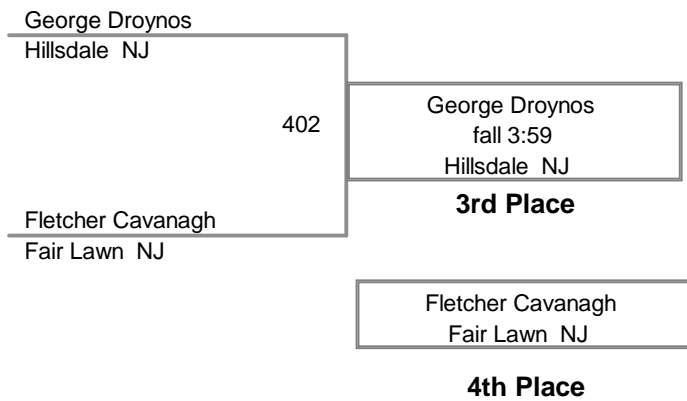 George Droynos
Hillsdale NJ
402
George Droynos
fall 3:59
Hillsdale NJ
3rd Place
Fletcher Cavanagh
Fair Lawn NJ
Fletcher Cavanagh
Fair Lawn NJ
4th Place